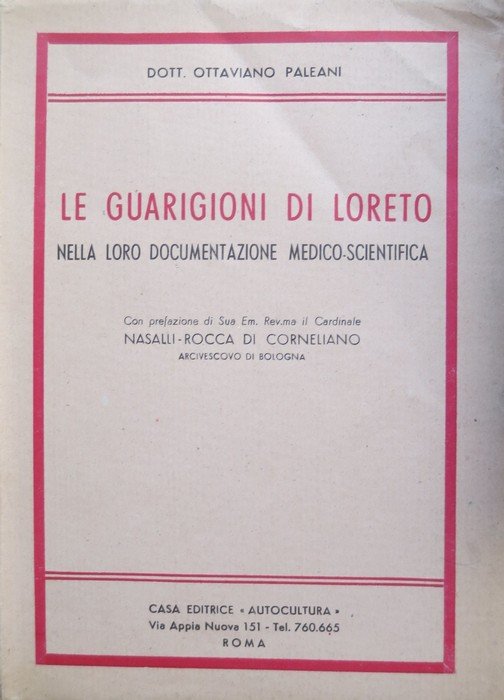 DOTT. OTTAVIANO PALEANI
LE GUARIGIONI DI LORETO
NELLA LORO DOCUMENTAZIONE MEDICO-SCIENTIFICA
Con prefazione di Sua Em. Rev.ma il Cardinale
NASALLI-ROCCA DI CORNELIANO
ARCIVESCOVO DI BOLOGNA
CASA EDITRICE « AUTOCULTURA »
Via Appia Nuova 151 - Tel. 760.665
ROMA